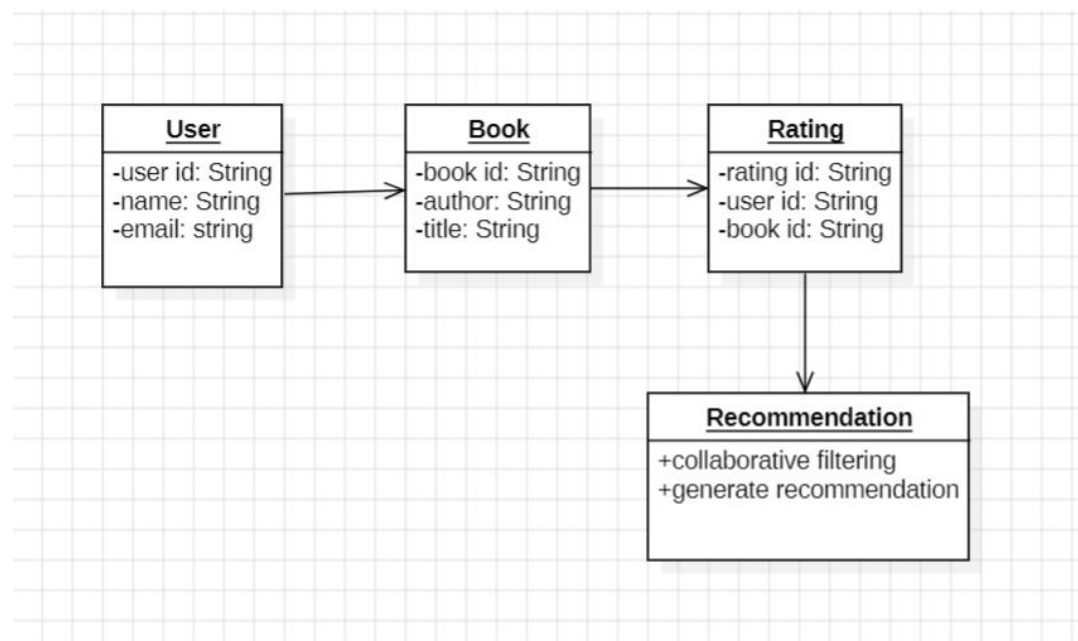 User
-user id: String
-name: String
-email: string
Book
-book id: String
-author: String
-title: String
Rating
-rating id: String
-user id: String
-book id: String
Recommendation
+collaborative filtering
+generate recommendation